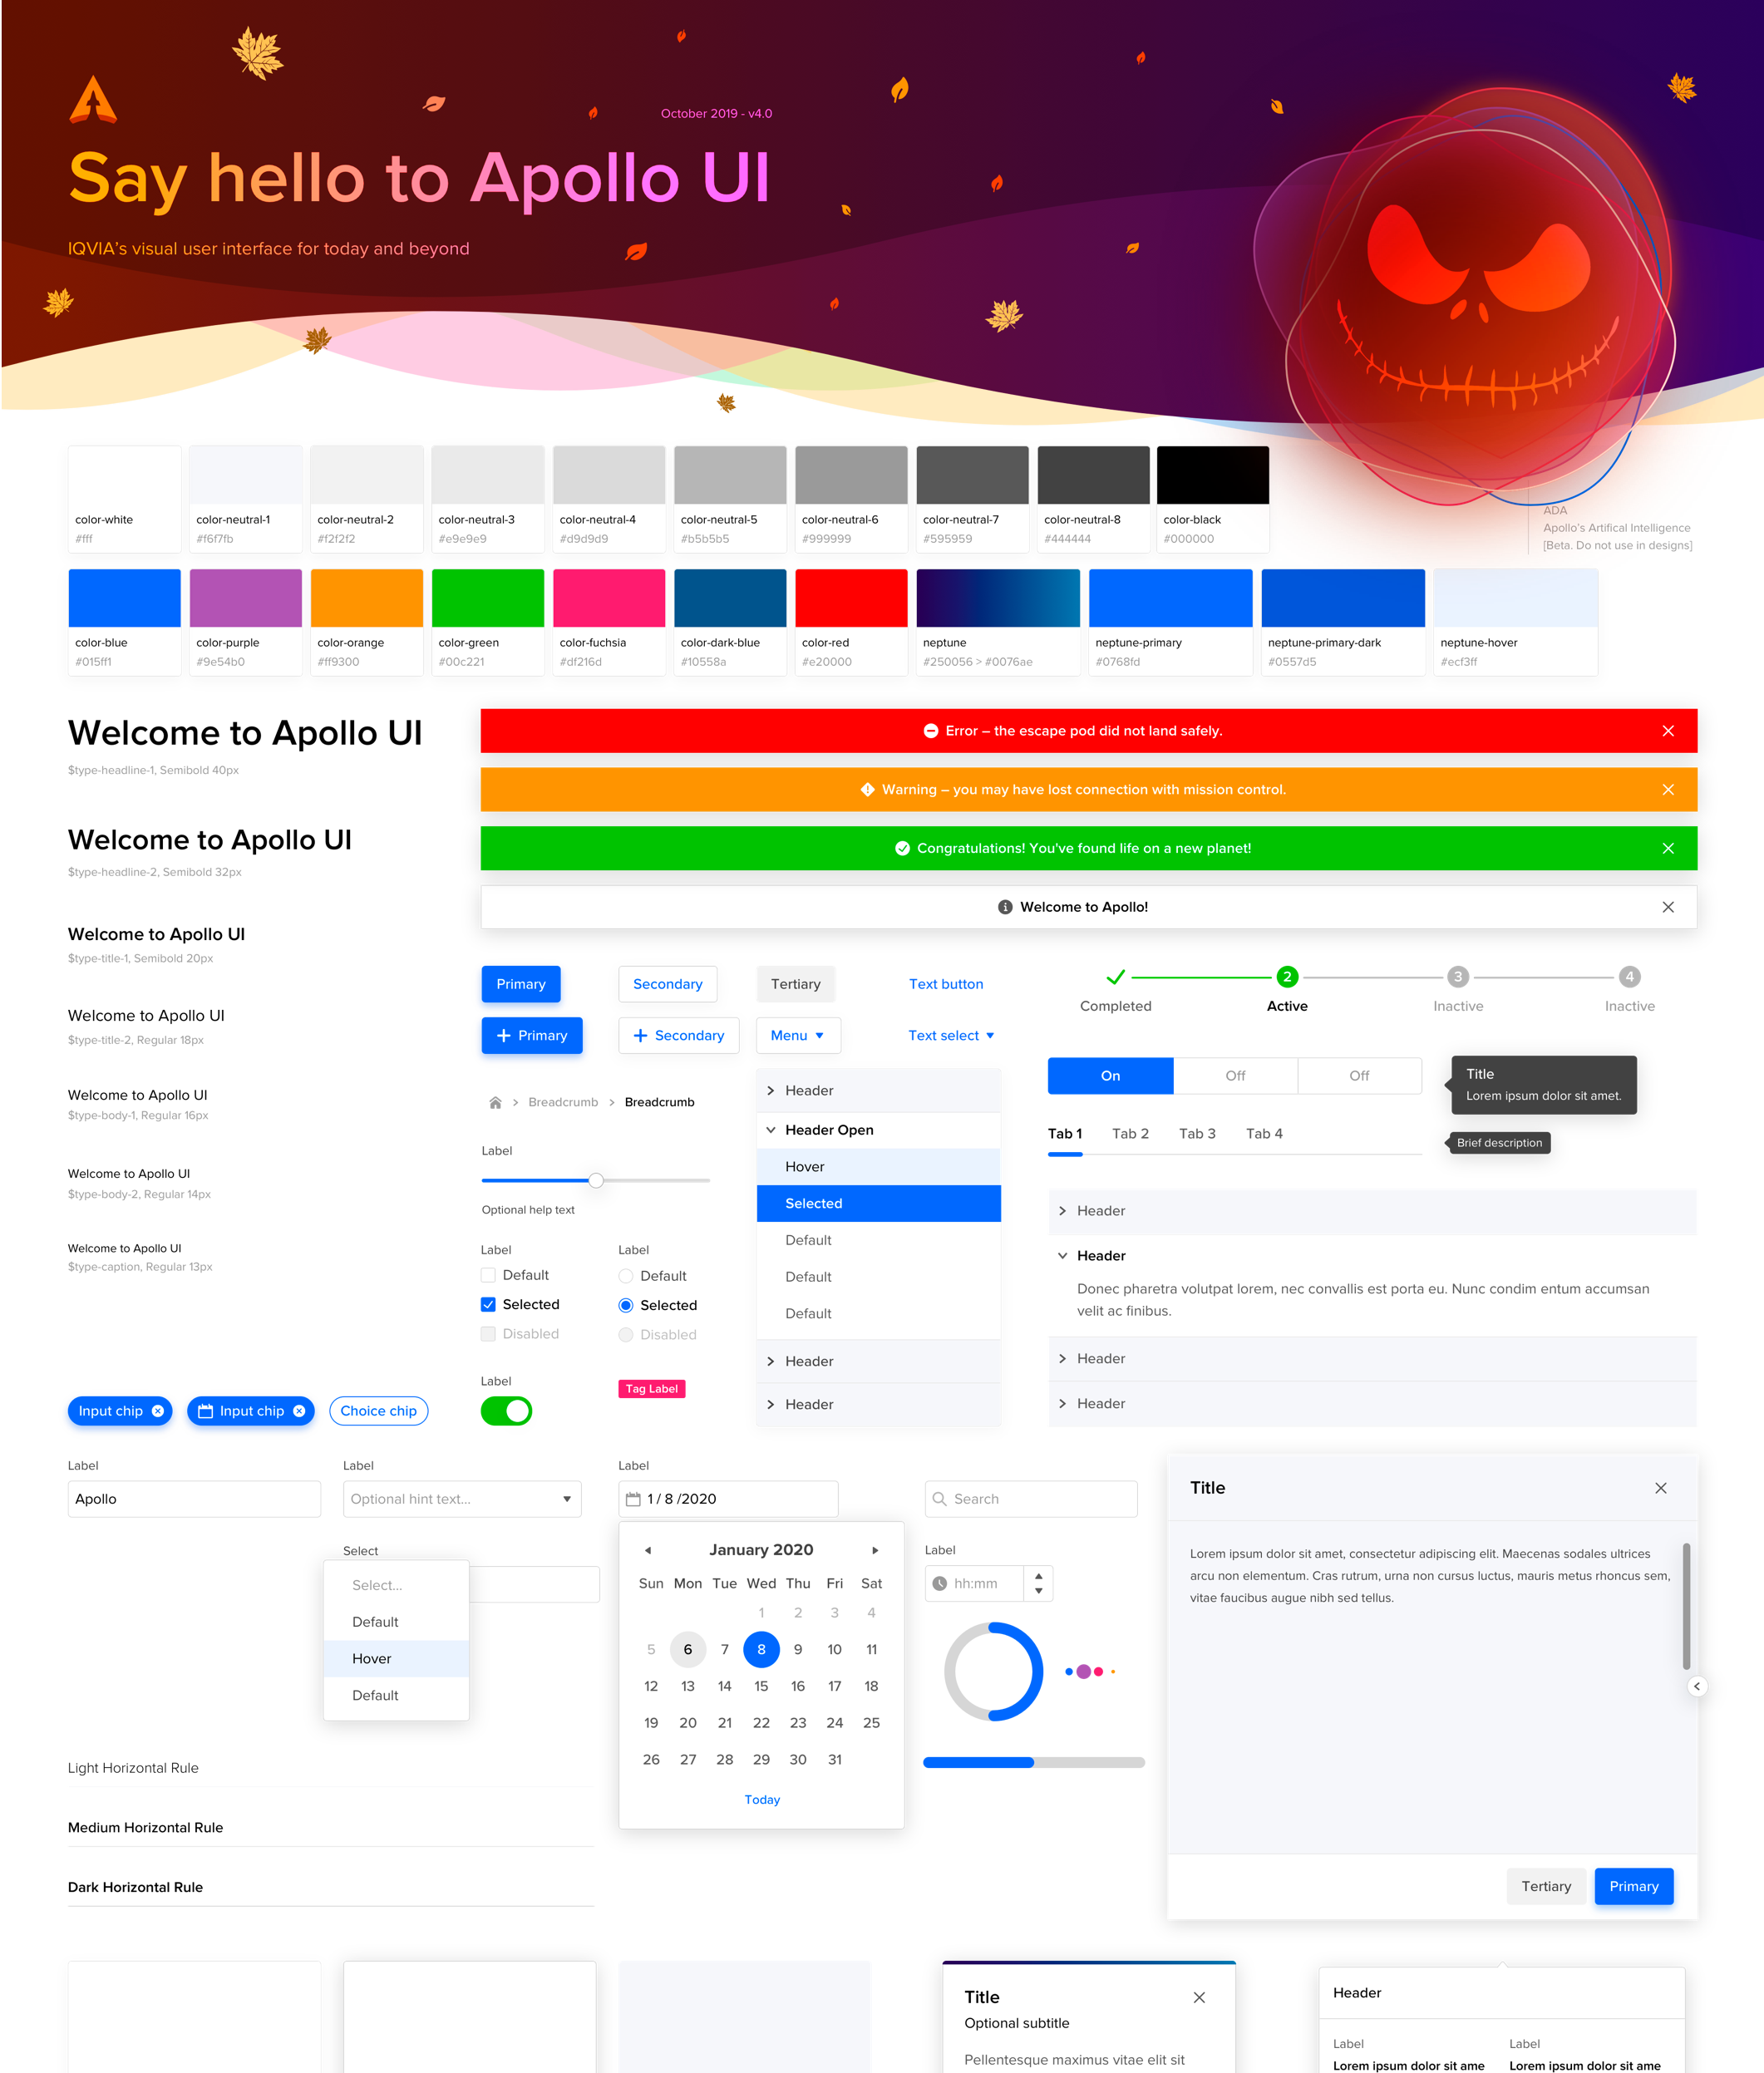 October 2019 - v4.0
Say hello to Apollo UI
IQVIA’s visual user interface for today and beyond
color-white
#fff
color-neutral-1
#f6f7fb
color-neutral-2
#f2f2f2
color-neutral-3
#e9e9e9
color-neutral-4
#d9d9d9
color-neutral-5
#b5b5b5
color-neutral-6
#999999
color-neutral-7
#595959
color-neutral-8
#444444
color-black
#000000
ADA
Apollo’s Artifical Intelligence
[Beta. Do not use in designs]
color-blue
#015ff1
color-purple
#9e54b0
color-orange
#ff9300
color-green
#00c221
color-fuchsia
#df216d
color-dark-blue
#10558a
color-red
#e20000
neptune
#250056 > #0076ae
neptune-primary
#0768fd
neptune-primary-dark
#0557d5
neptune-hover
#ecf3ff
Welcome to Apollo UI
$type-headline-1, Semibold 40px
Welcome to Apollo UI
$type-headline-2, Semibold 32px
Welcome to Apollo UI
$type-title-1, Semibold 20px
Welcome to Apollo UI
$type-title-2, Regular 18px
Welcome to Apollo UI
$type-body-1, Regular 16px
Welcome to Apollo UI
$type-body-2, Regular 14px
Welcome to Apollo UI
$type-caption, Regular 13px
Error – the escape pod did not land safely.
Warning – you may have lost connection with mission control.
Congratulations! You've found life on a new planet!
Welcome to Apollo!
Primary
Secondary
Tertiary
Text button
Primary
Secondary
Menu
Text select
Completed
2
Active
3
Inactive
4
Inactive
> Breadcrumb > Breadcrumb
Label
Optional help text
Label
Default
Selected
Disabled
Label
Default
Selected
Disabled
Label
Tag Label
Header
Header Open
Hover
Selected
Default
Default
Default
Header
Header
On
Off
Off
Title
Lorem ipsum dolor sit amet.
Tab 1
Tab 2
Tab 3
Tab 4
Brief description
Header
Header
Donec pharetra volutpat lorem, nec convallis est porta eu. Nunc condim entum accumsan
velit ac finibus.
Header
Header
Input chip
Input chip
Choice chip
Label
Apollo
Label
Optional hint text...
Select
Select...
Default
Hover
Default
Label
1 / 8 /2020
January 2020
Sun Mon Tue Wed Thu Fri Sat
1 2 3 4
5 6 7 8 9 10 11
12 13 14 15 16 17 18
19 20 21 22 23 24 25
26 27 28 29 30 31
Today
Search
Label
hh:mm
Title
Lorem ipsum dolor sit amet, consectetur adipiscing elit. Maecenas sodales ultrices
arcu non elementum. Cras rutrum, urna non cursus luctus, mauris metus rhoncus sem,
vitae faucibus augue nibh sed tellus.
Tertiary
Primary
Light Horizontal Rule
Medium Horizontal Rule
Dark Horizontal Rule
Title
Optional subtitle
Pellentesque maximus vitae elit sit
Header
Label
Lorem ipsum dolor sit ame
Label
Lorem ipsum dolor sit ame